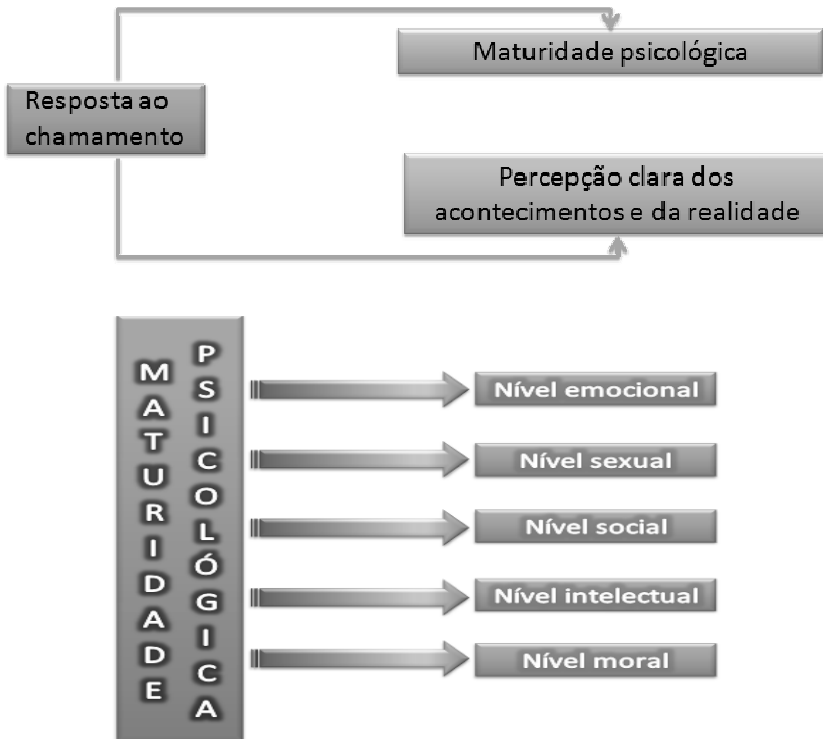 Maturidade psicológica
Resposta ao
chamamento
Percepção clara dos
acontecimentos e da realidade
MATURIDADE
PSICOLÓGICA
Nível emocional
Nível sexual
Nível social
Nível intelectual
Nível moral